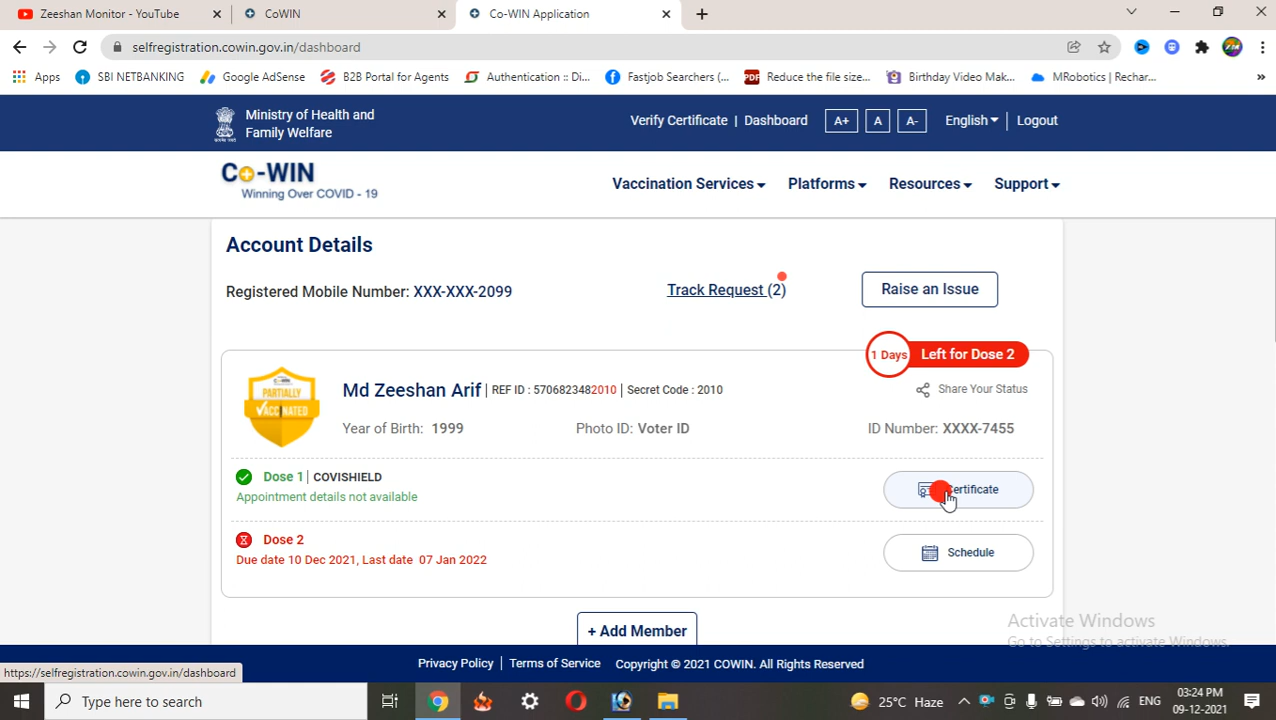 Zeeshan Monitor - YouTube
CoWIN
Co-WIN Application
selfregistration.cowin.gov.in/dashboard
Apps
SBI NETBANKING
Google AdSense
B2B Portal for Agents
Authentication :: Di...
Fastjob Searchers (...
Reduce the file size...
Birthday Video Mak...
MRobotics | Rechar...
Ministry of Health and
Family Welfare
Verify Certificate | Dashboard
A+
A
A-
English
Logout
Co-WIN
Winning Over COVID - 19
Vaccination Services
Platforms
Resources
Support
Account Details
Registered Mobile Number: XXX-XXX-2099
Track Request (2)
Raise an Issue
1 Days
Left for Dose 2
PARTIALLY
VACCINATED
Md Zeeshan Arif | REF ID : 5706823482010 | Secret Code : 2010
Share Your Status
Year of Birth: 1999
Photo ID: Voter ID
ID Number: XXXX-7455
Dose 1 | COVISHIELD
Appointment details not available
Certificate
Dose 2
Due date 10 Dec 2021, Last date 07 Jan 2022
Schedule
+ Add Member
Activate Windows
Go to Settings to activate Windows.
Privacy Policy | Terms of Service
Copyright © 2021 COWIN. All Rights Reserved
https://selfregistration.cowin.gov.in/dashboard
Type here to search
25°C Haze
ENG
03:24 PM
09-12-2021